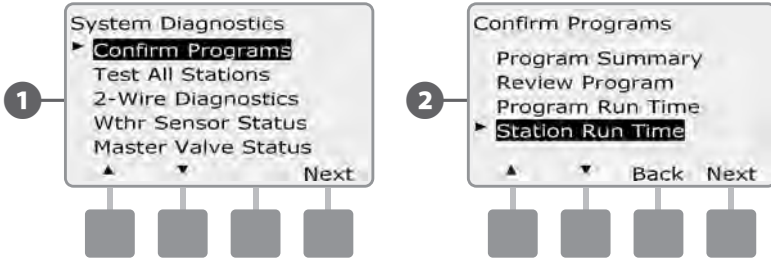 1
System Diagnostics
► Confirm Programs
Test All Stations
2-Wire Diagnostics
Wthr Sensor Status
Master Valve Status
▲ ▼ Next
2
Confirm Programs
Program Summary
Review Program
Program Run Time
► Station Run Time
▲ ▼ Back Next